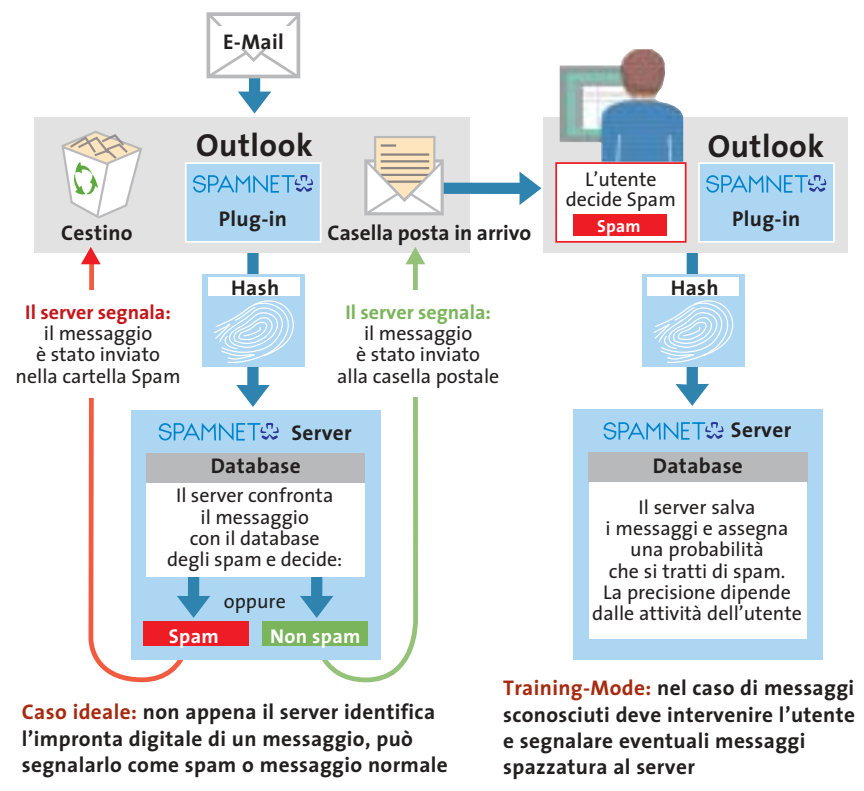 E-Mail
Outlook
SPAMNET
Plug-in
Cestino
Casella posta in arrivo
Hash
Il server segnala:
il messaggio
è stato inviato
nella cartella Spam
Il server segnala:
il messaggio
è stato inviato
alla casella postale
SPAMNET Server
Database
Il server confronta
il messaggio
con il database
degli spam e decide:
oppure
Spam
Non spam
Caso ideale: non appena il server identifica
l'impronta digitale di un messaggio, può
segnalarlo come spam o messaggio normale
Outlook
L'utente
decide Spam
Spam
SPAMNET
Plug-in
Hash
SPAMNET Server
Database
Il server salva
i messaggi e assegna
una probabilità
che si tratti di spam.
La precisione dipende
dalle attività dell'utente
Training-Mode: nel caso di messaggi
sconosciuti deve intervenire l'utente
e segnalare eventuali messaggi
spazzatura al server